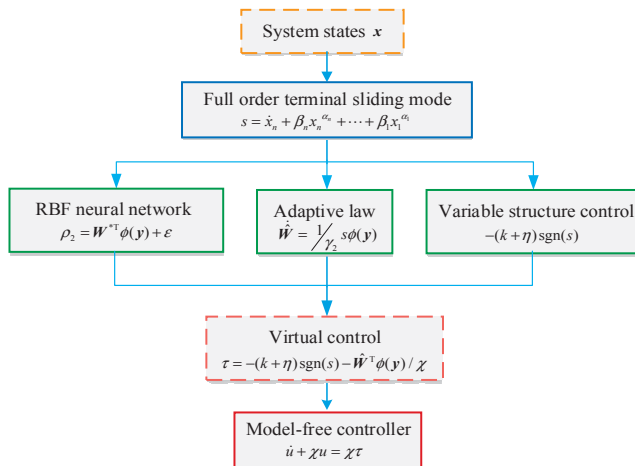 System states x
Full order terminal sliding mode
s = ẋₙ + βₙxₙ^αₙ + ⋯ + β₁x₁^α₁
RBF neural network
ρ₂ = W*ᵀϕ(y) + ε
Adaptive law
Ŵ̇ = 1/γ₂ sϕ(y)
Variable structure control
−(k+η)sgn(s)
Virtual control
τ = −(k+η)sgn(s) − Ŵᵀϕ(y) / χ
Model-free controller
u̇ + χu = χτ